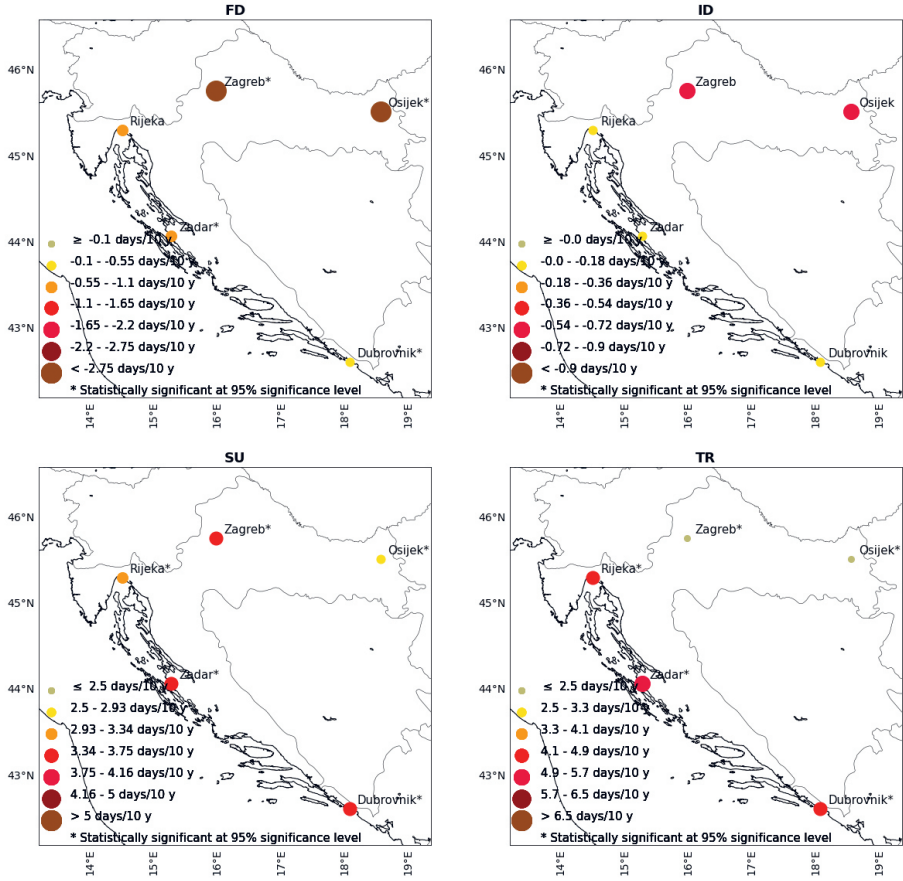 FD
46°N
45°N
44°N
43°N
Zagreb*
Osijek*
Rijeka
Zadar*
Dubrovnik*
≥ -0.1 days/10 y
-0.1 - -0.55 days/10 y
-0.55 - -1.1 days/10 y
-1.1 - -1.65 days/10 y
-1.65 - -2.2 days/10 y
-2.2 - -2.75 days/10 y
< -2.75 days/10 y
* Statistically significant at 95% significance level
14°E 15°E 16°E 17°E 18°E 19°E
ID
46°N
45°N
44°N
43°N
Zagreb
Osijek
Rijeka
Zadar
Dubrovnik
≥ -0.0 days/10 y
-0.0 - -0.18 days/10 y
-0.18 - -0.36 days/10 y
-0.36 - -0.54 days/10 y
-0.54 - -0.72 days/10 y
-0.72 - -0.9 days/10 y
< -0.9 days/10 y
* Statistically significant at 95% significance level
14°E 15°E 16°E 17°E 18°E 19°E
SU
46°N
45°N
44°N
43°N
Zagreb*
Osijek*
Rijeka*
Zadar*
Dubrovnik*
≤ 2.5 days/10 y
2.5 - 2.93 days/10 y
2.93 - 3.34 days/10 y
3.34 - 3.75 days/10 y
3.75 - 4.16 days/10 y
4.16 - 5 days/10 y
> 5 days/10 y
* Statistically significant at 95% significance level
14°E 15°E 16°E 17°E 18°E 19°E
TR
46°N
45°N
44°N
43°N
Zagreb*
Osijek*
Rijeka*
Zadar*
Dubrovnik*
≤ 2.5 days/10 y
2.5 - 3.3 days/10 y
3.3 - 4.1 days/10 y
4.1 - 4.9 days/10 y
4.9 - 5.7 days/10 y
5.7 - 6.5 days/10 y
> 6.5 days/10 y
* Statistically significant at 95% significance level
14°E 15°E 16°E 17°E 18°E 19°E